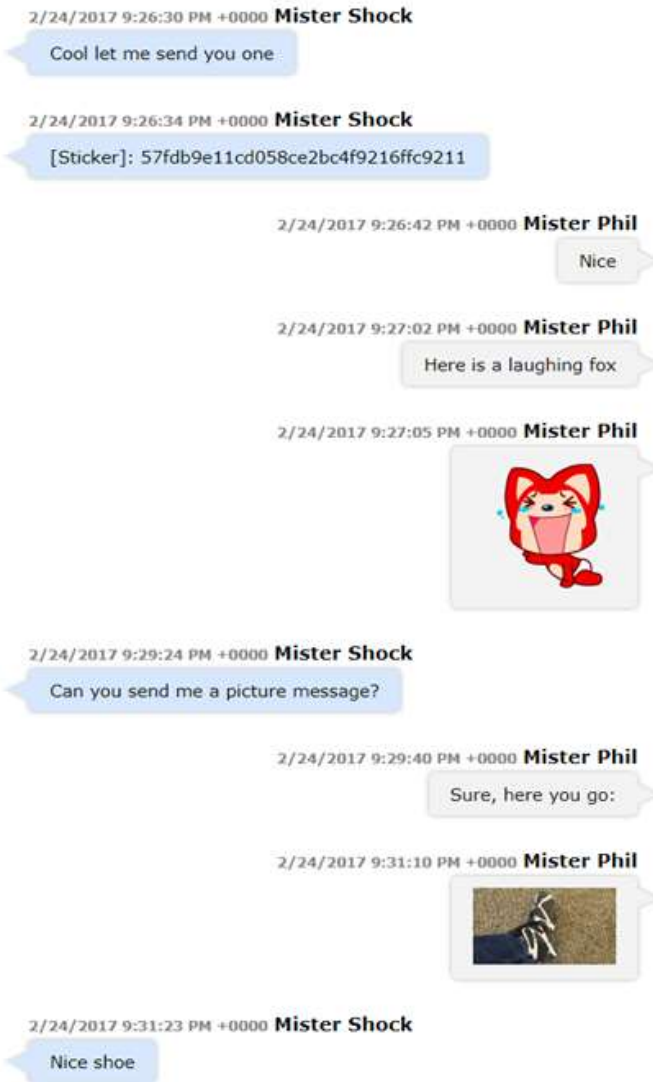 2/24/2017 9:26:30 PM +0000 Mister Shock
Cool let me send you one
2/24/2017 9:26:34 PM +0000 Mister Shock
[Sticker]: 57fdb9e11cd058ce2bc4f9216ffc9211
2/24/2017 9:26:42 PM +0000 Mister Phil
Nice
2/24/2017 9:27:02 PM +0000 Mister Phil
Here is a laughing fox
2/24/2017 9:27:05 PM +0000 Mister Phil
2/24/2017 9:29:24 PM +0000 Mister Shock
Can you send me a picture message?
2/24/2017 9:29:40 PM +0000 Mister Phil
Sure, here you go:
2/24/2017 9:31:10 PM +0000 Mister Phil
2/24/2017 9:31:23 PM +0000 Mister Shock
Nice shoe